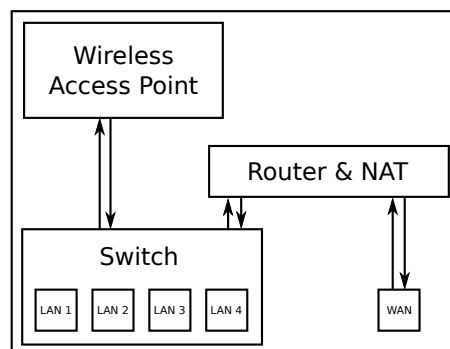 Wireless
Access Point
Router & NAT
Switch
LAN 1
LAN 2
LAN 3
LAN 4
WAN